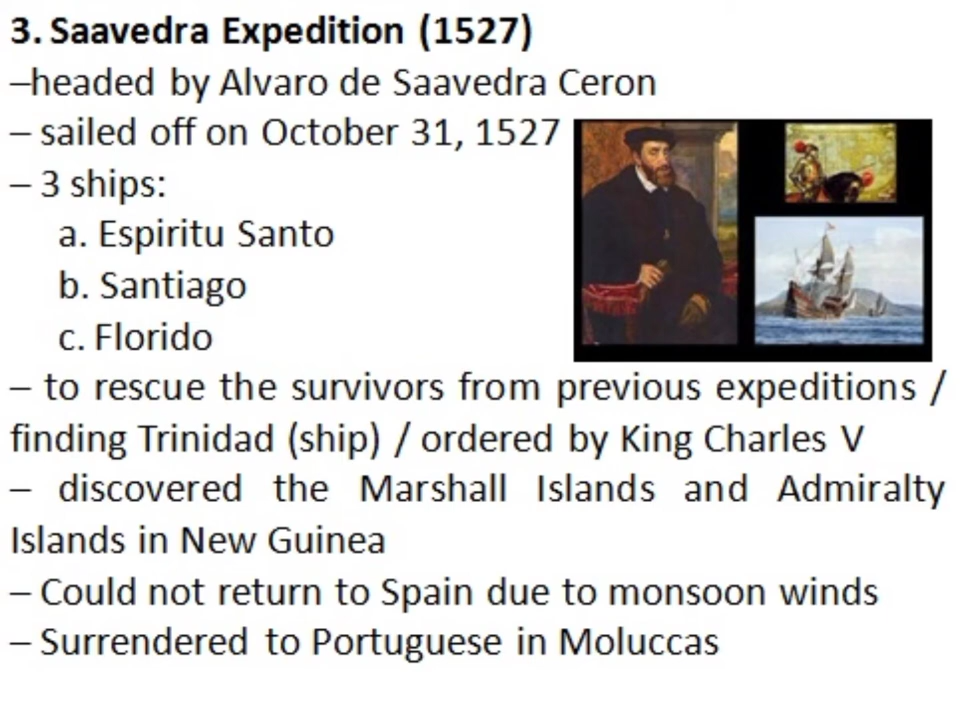 3. Saavedra Expedition (1527)
–headed by Alvaro de Saavedra Ceron
– sailed off on October 31, 1527
– 3 ships:
a. Espiritu Santo
b. Santiago
c. Florido
– to rescue the survivors from previous expeditions /
finding Trinidad (ship) / ordered by King Charles V
– discovered the Marshall Islands and Admiralty
Islands in New Guinea
– Could not return to Spain due to monsoon winds
– Surrendered to Portuguese in Moluccas